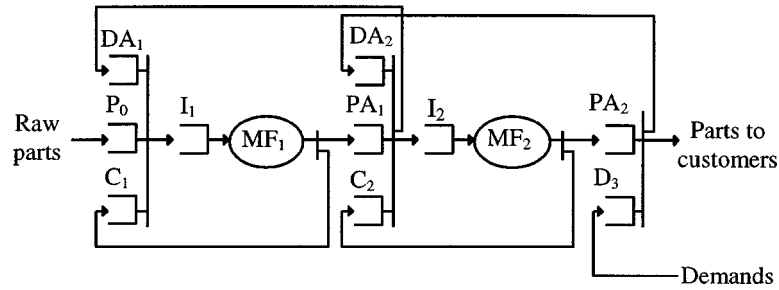 DA₁
DA₂
P₀
I₁
PA₁
I₂
PA₂
Raw
parts
MF₁
MF₂
Parts to
customers
C₁
C₂
D₃
Demands